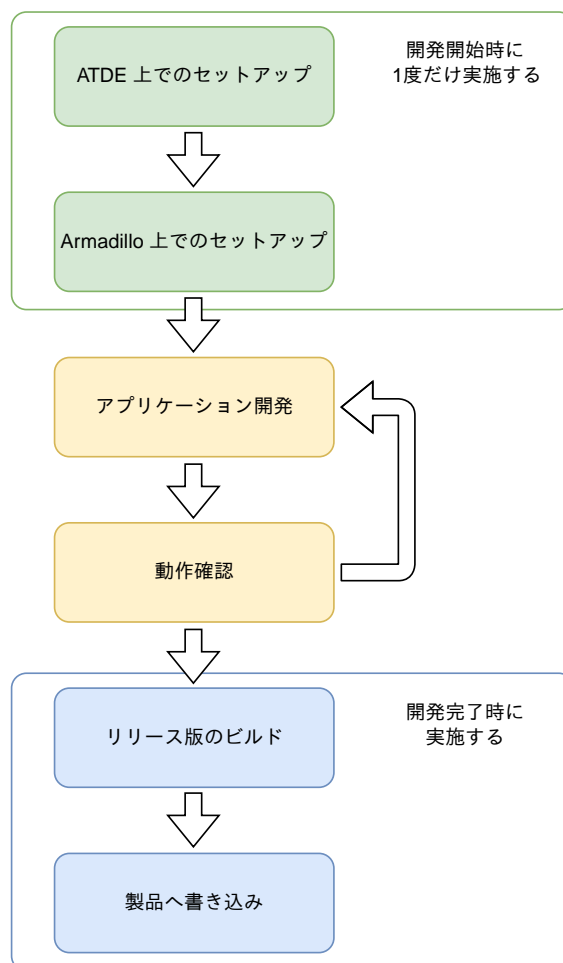 ATDE 上でのセットアップ
開発開始時に
1度だけ実施する
Armadillo 上でのセットアップ
アプリケーション開発
動作確認
リリース版のビルド
開発完了時に
実施する
製品へ書き込み